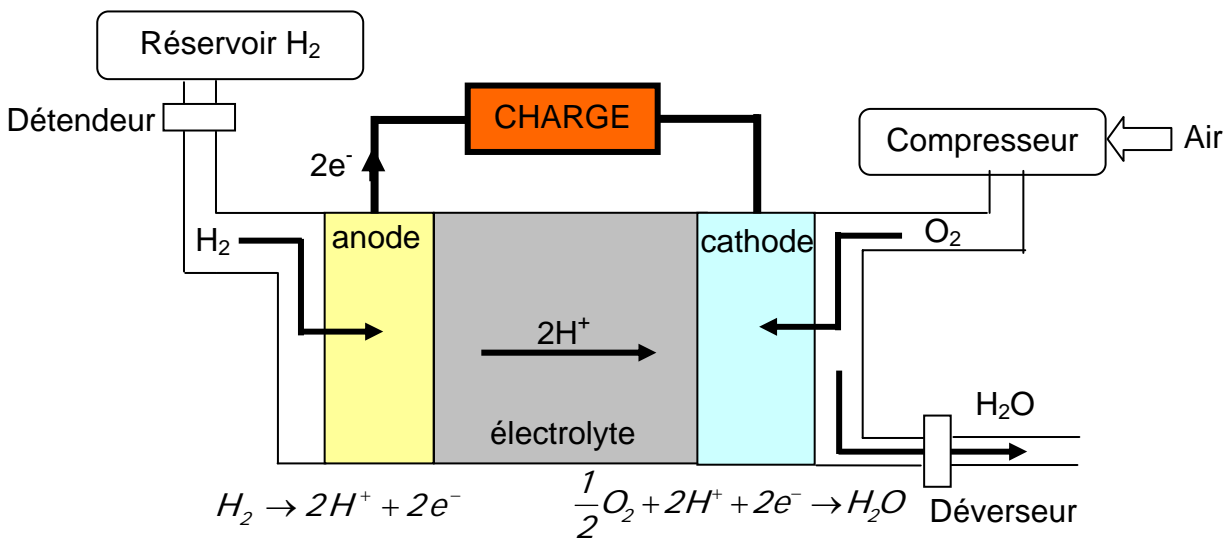 Réservoir H₂
Détendeur
CHARGE
Compresseur
Air
2e⁻
anode
cathode
H₂
O₂
2H⁺
électrolyte
H₂O
H₂ → 2H⁺ + 2e⁻
1/2 O₂ + 2H⁺ + 2e⁻ → H₂O
Déverseur